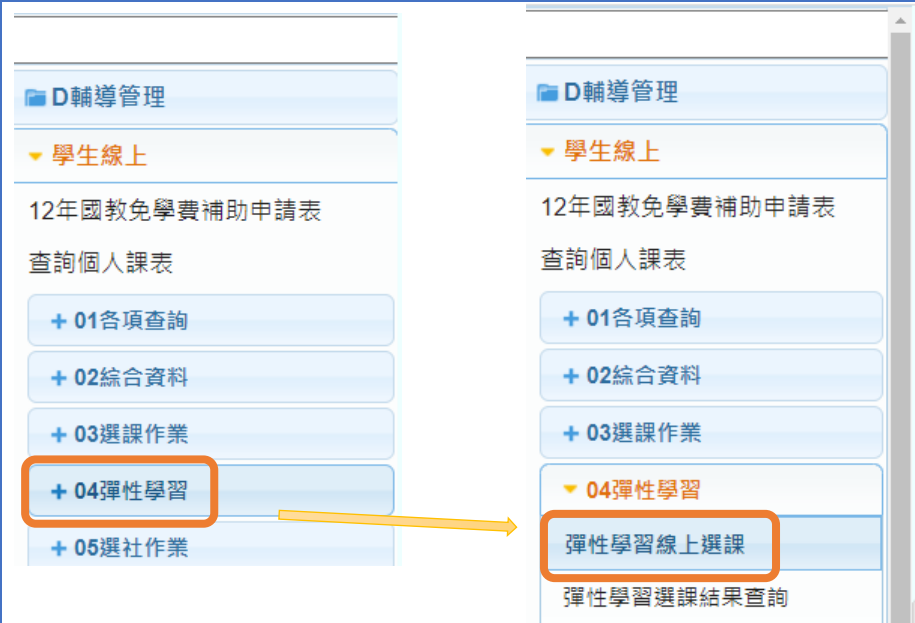 D輔導管理
學生線上
12年國教免學費補助申請表
查詢個人課表
01各項查詢
02綜合資料
03選課作業
04彈性學習
05選社作業
D輔導管理
學生線上
12年國教免學費補助申請表
查詢個人課表
01各項查詢
02綜合資料
03選課作業
04彈性學習
彈性學習線上選課
彈性學習選課結果查詢